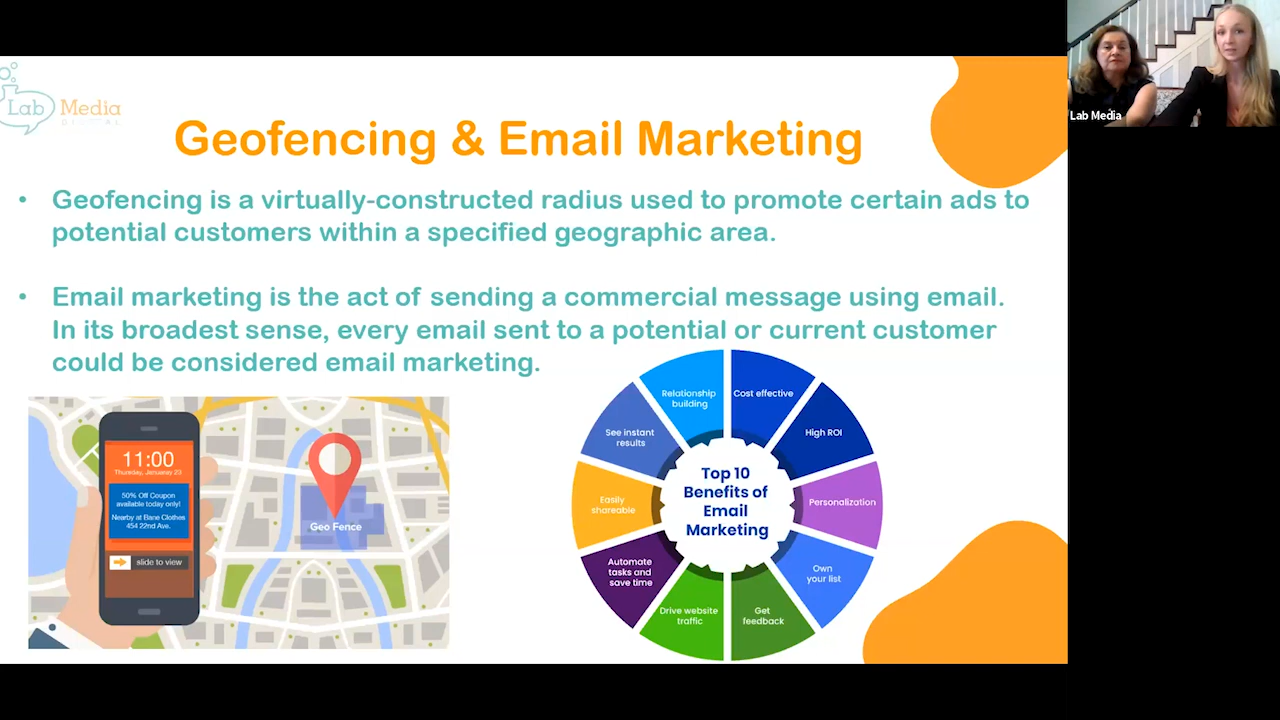 Lab Media
DIGITAL
Lab Media
Geofencing & Email Marketing
• Geofencing is a virtually-constructed radius used to promote certain ads to
potential customers within a specified geographic area.
• Email marketing is the act of sending a commercial message using email.
In its broadest sense, every email sent to a potential or current customer
could be considered email marketing.
11:00
Thursday, Januaray 23
50% Off Coupon
available today only!
Nearby at Bane Clothes
454 22nd Ave.
slide to view
Geo Fence
Top 10
Benefits of
Email
Marketing
Cost effective
High ROI
Personalization
Own
your list
Get
feedback
Drive website
traffic
Automate
tasks and
save time
Easily
shareable
See instant
results
Relationship
building